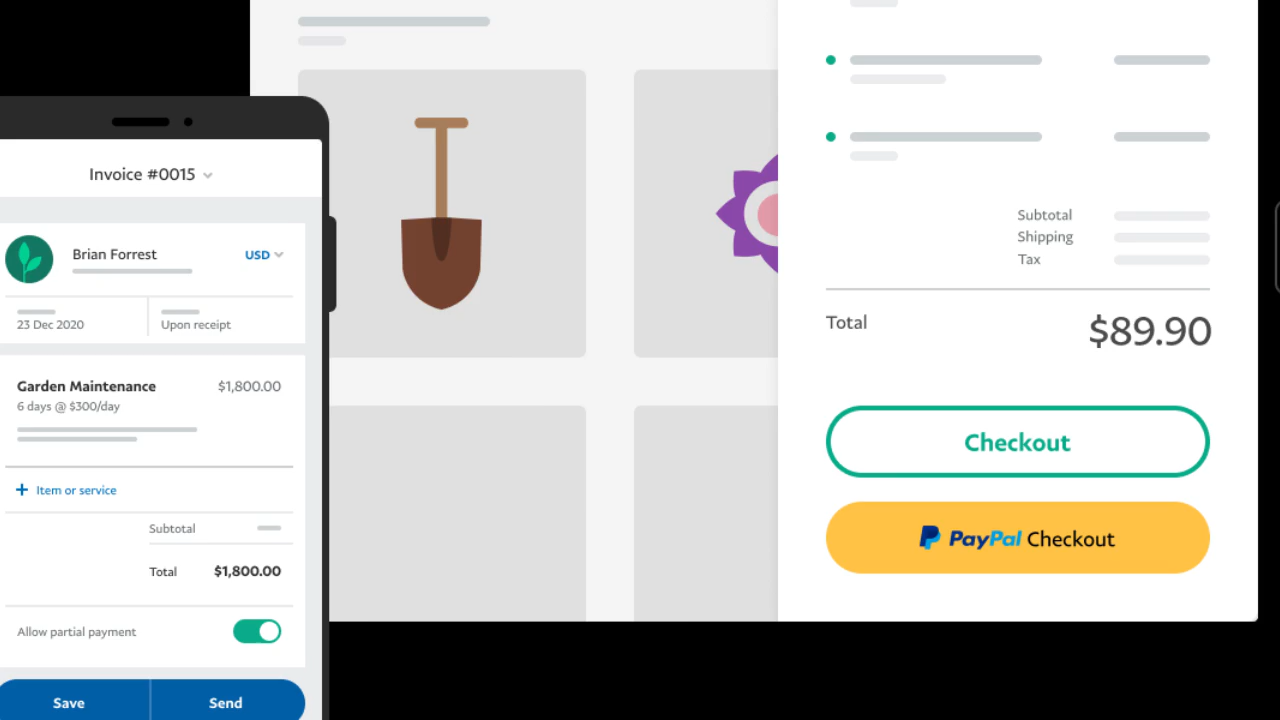 Invoice #0015
Brian Forrest
USD
23 Dec 2020
Upon receipt
Garden Maintenance
$1,800.00
6 days @ $300/day
+ Item or service
Subtotal
Total
$1,800.00
Allow partial payment
Save
Send
Subtotal
Shipping
Tax
Total
$89.90
Checkout
PayPal Checkout